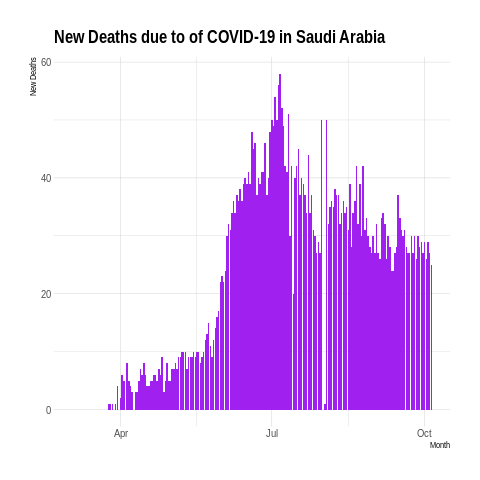 New Deaths due to of COVID-19 in Saudi Arabia
New Deaths
60
40
20
0
Apr
Jul
Oct
Month